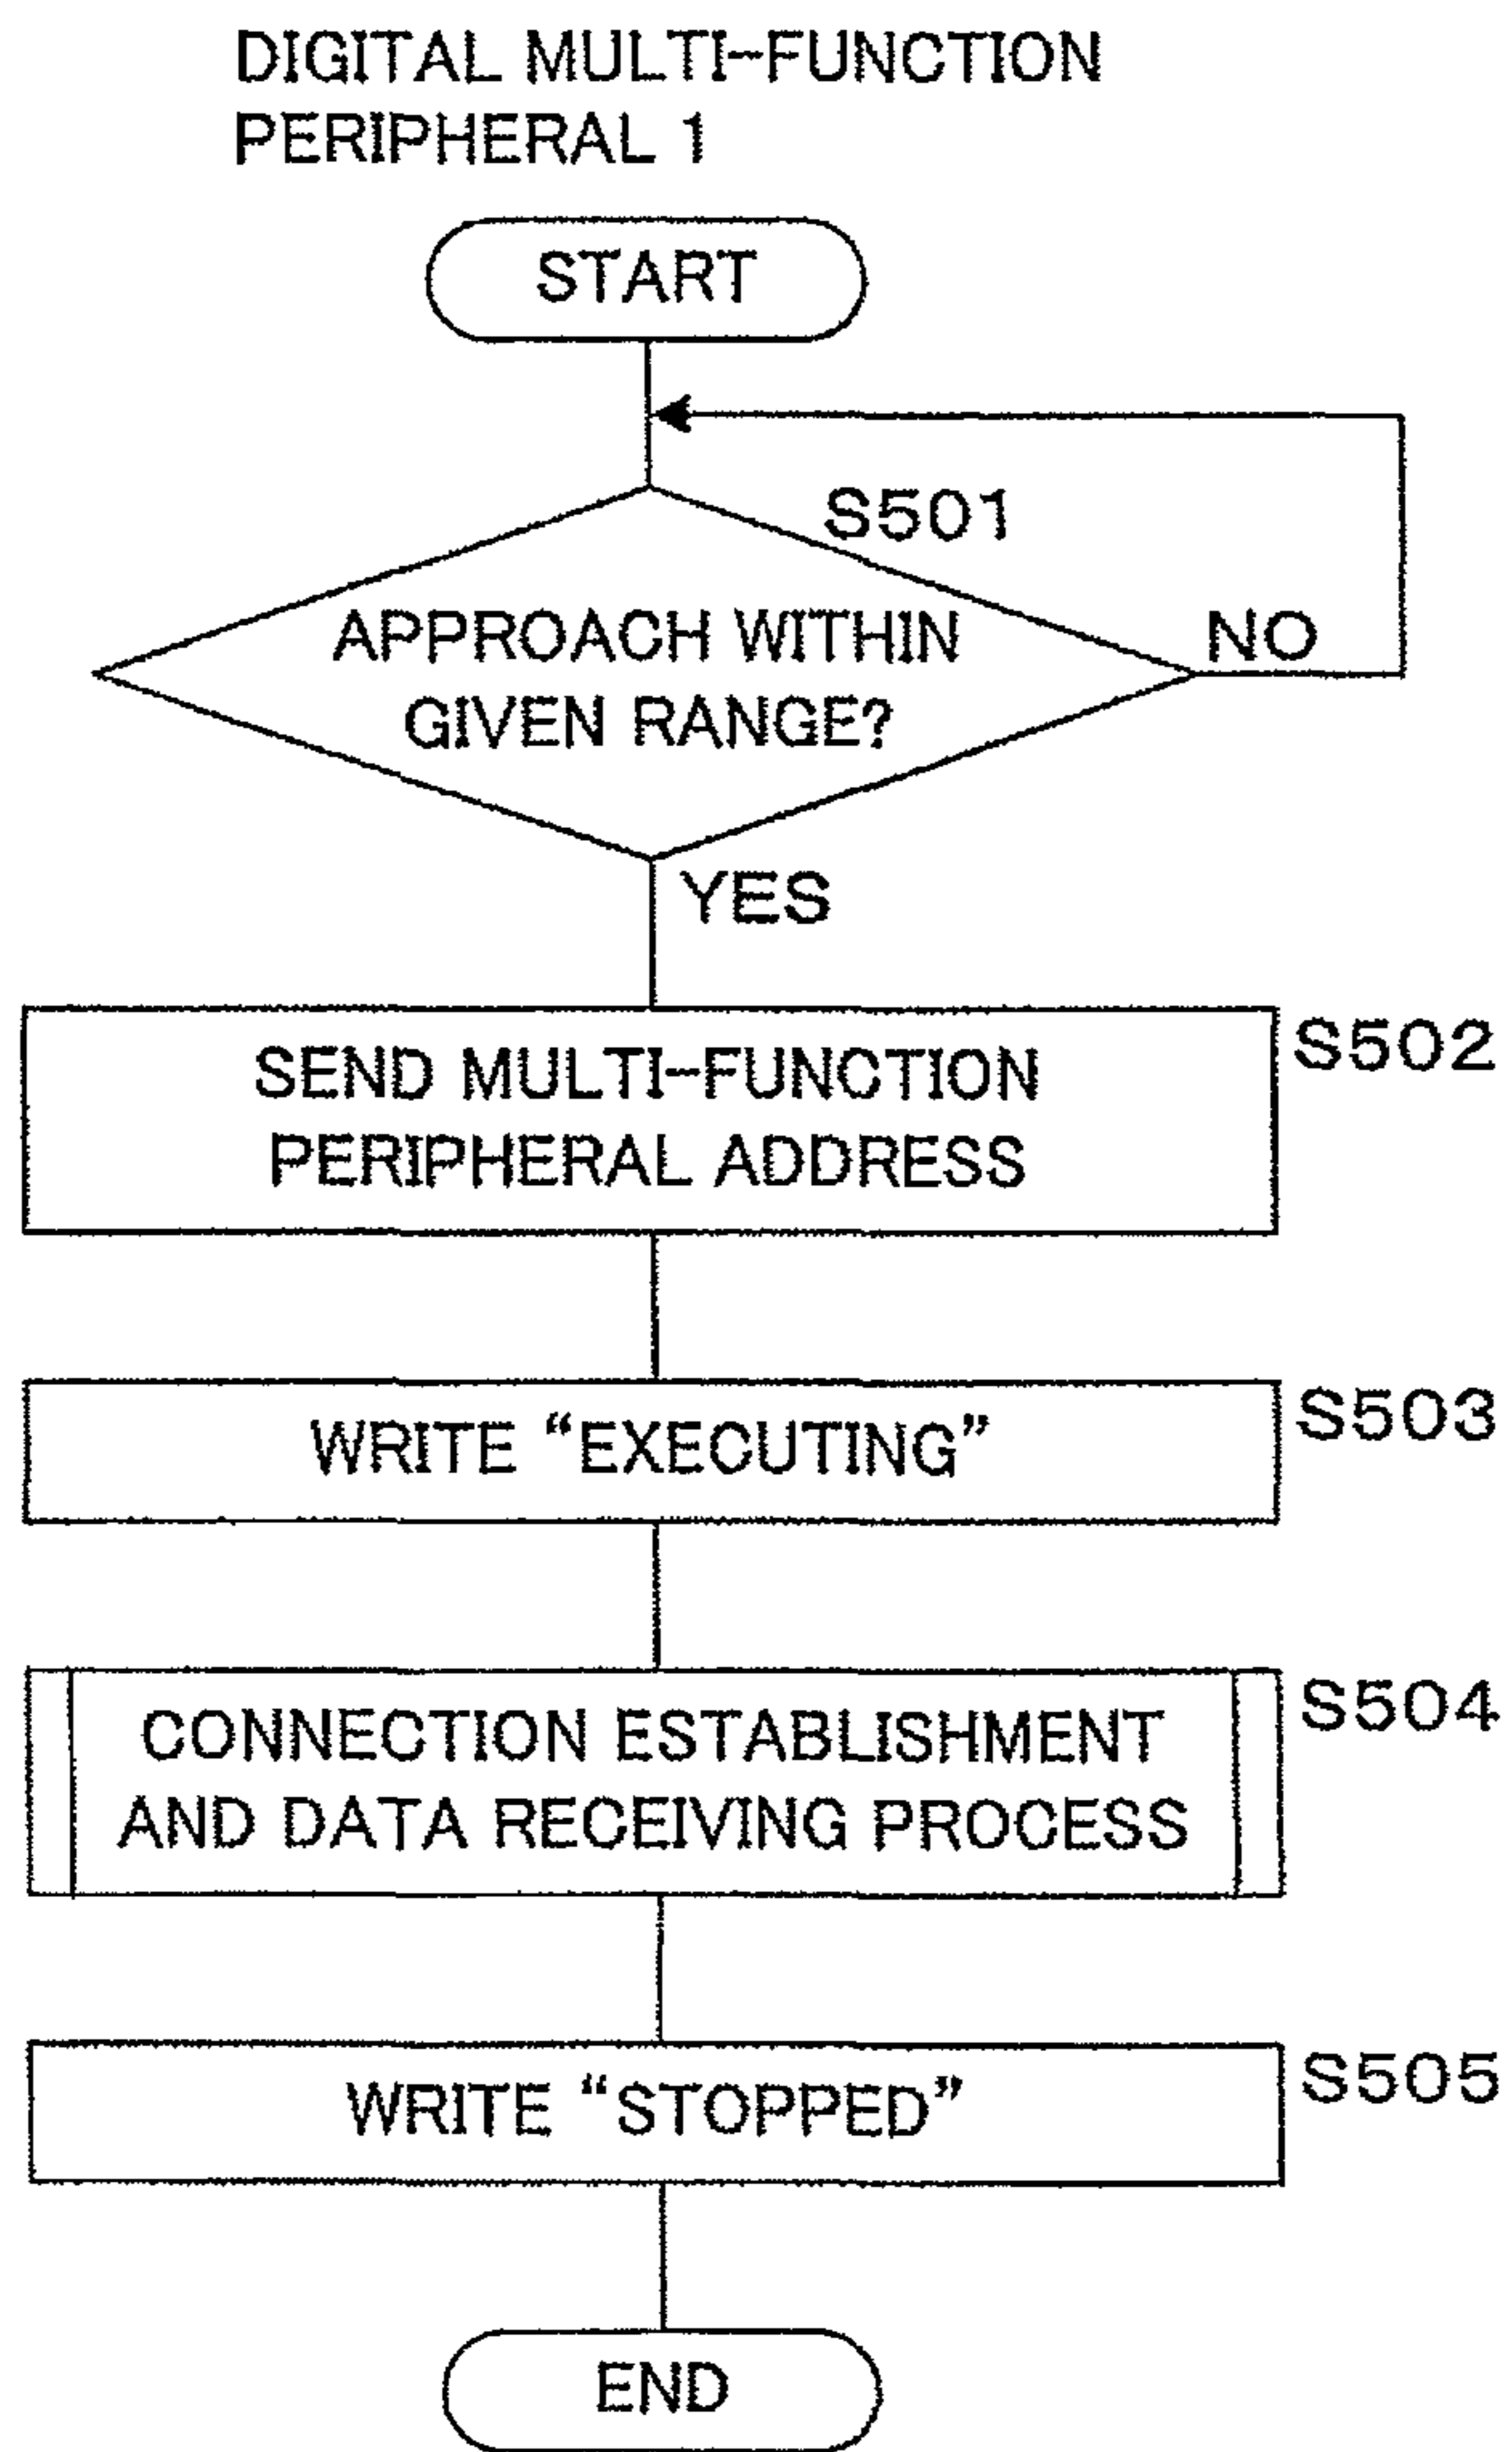 DIGITAL MULTI-FUNCTION
PERIPHERAL 1
START
S501
APPROACH WITHIN
GIVEN RANGE?
NO
YES
S502
SEND MULTI-FUNCTION
PERIPHERAL ADDRESS
S503
WRITE “EXECUTING”
S504
CONNECTION ESTABLISHMENT
AND DATA RECEIVING PROCESS
S505
WRITE “STOPPED”
END